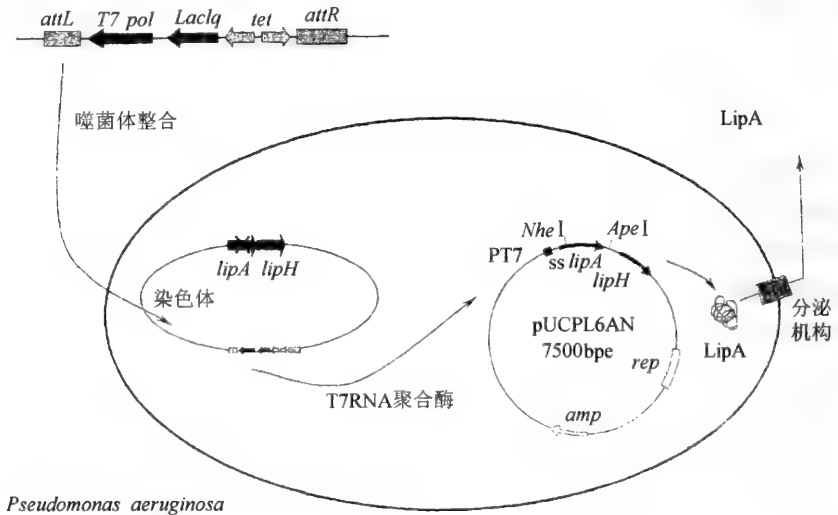 attL T7 pol LacIq tet attR
噬菌体整合
LipA
lipA lipH
染色体
NheⅠ ApeⅠ
PT7
ss lipA
lipH
pUCPL6AN
7500bpe
rep
amp
T7RNA聚合酶
LipA
分泌
机构
Pseudomonas aeruginosa